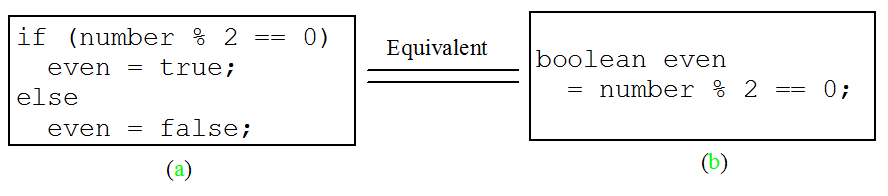 if (number % 2 == 0)
  even = true;
else
  even = false;
(a)
Equivalent
boolean even
  = number % 2 == 0;
(b)